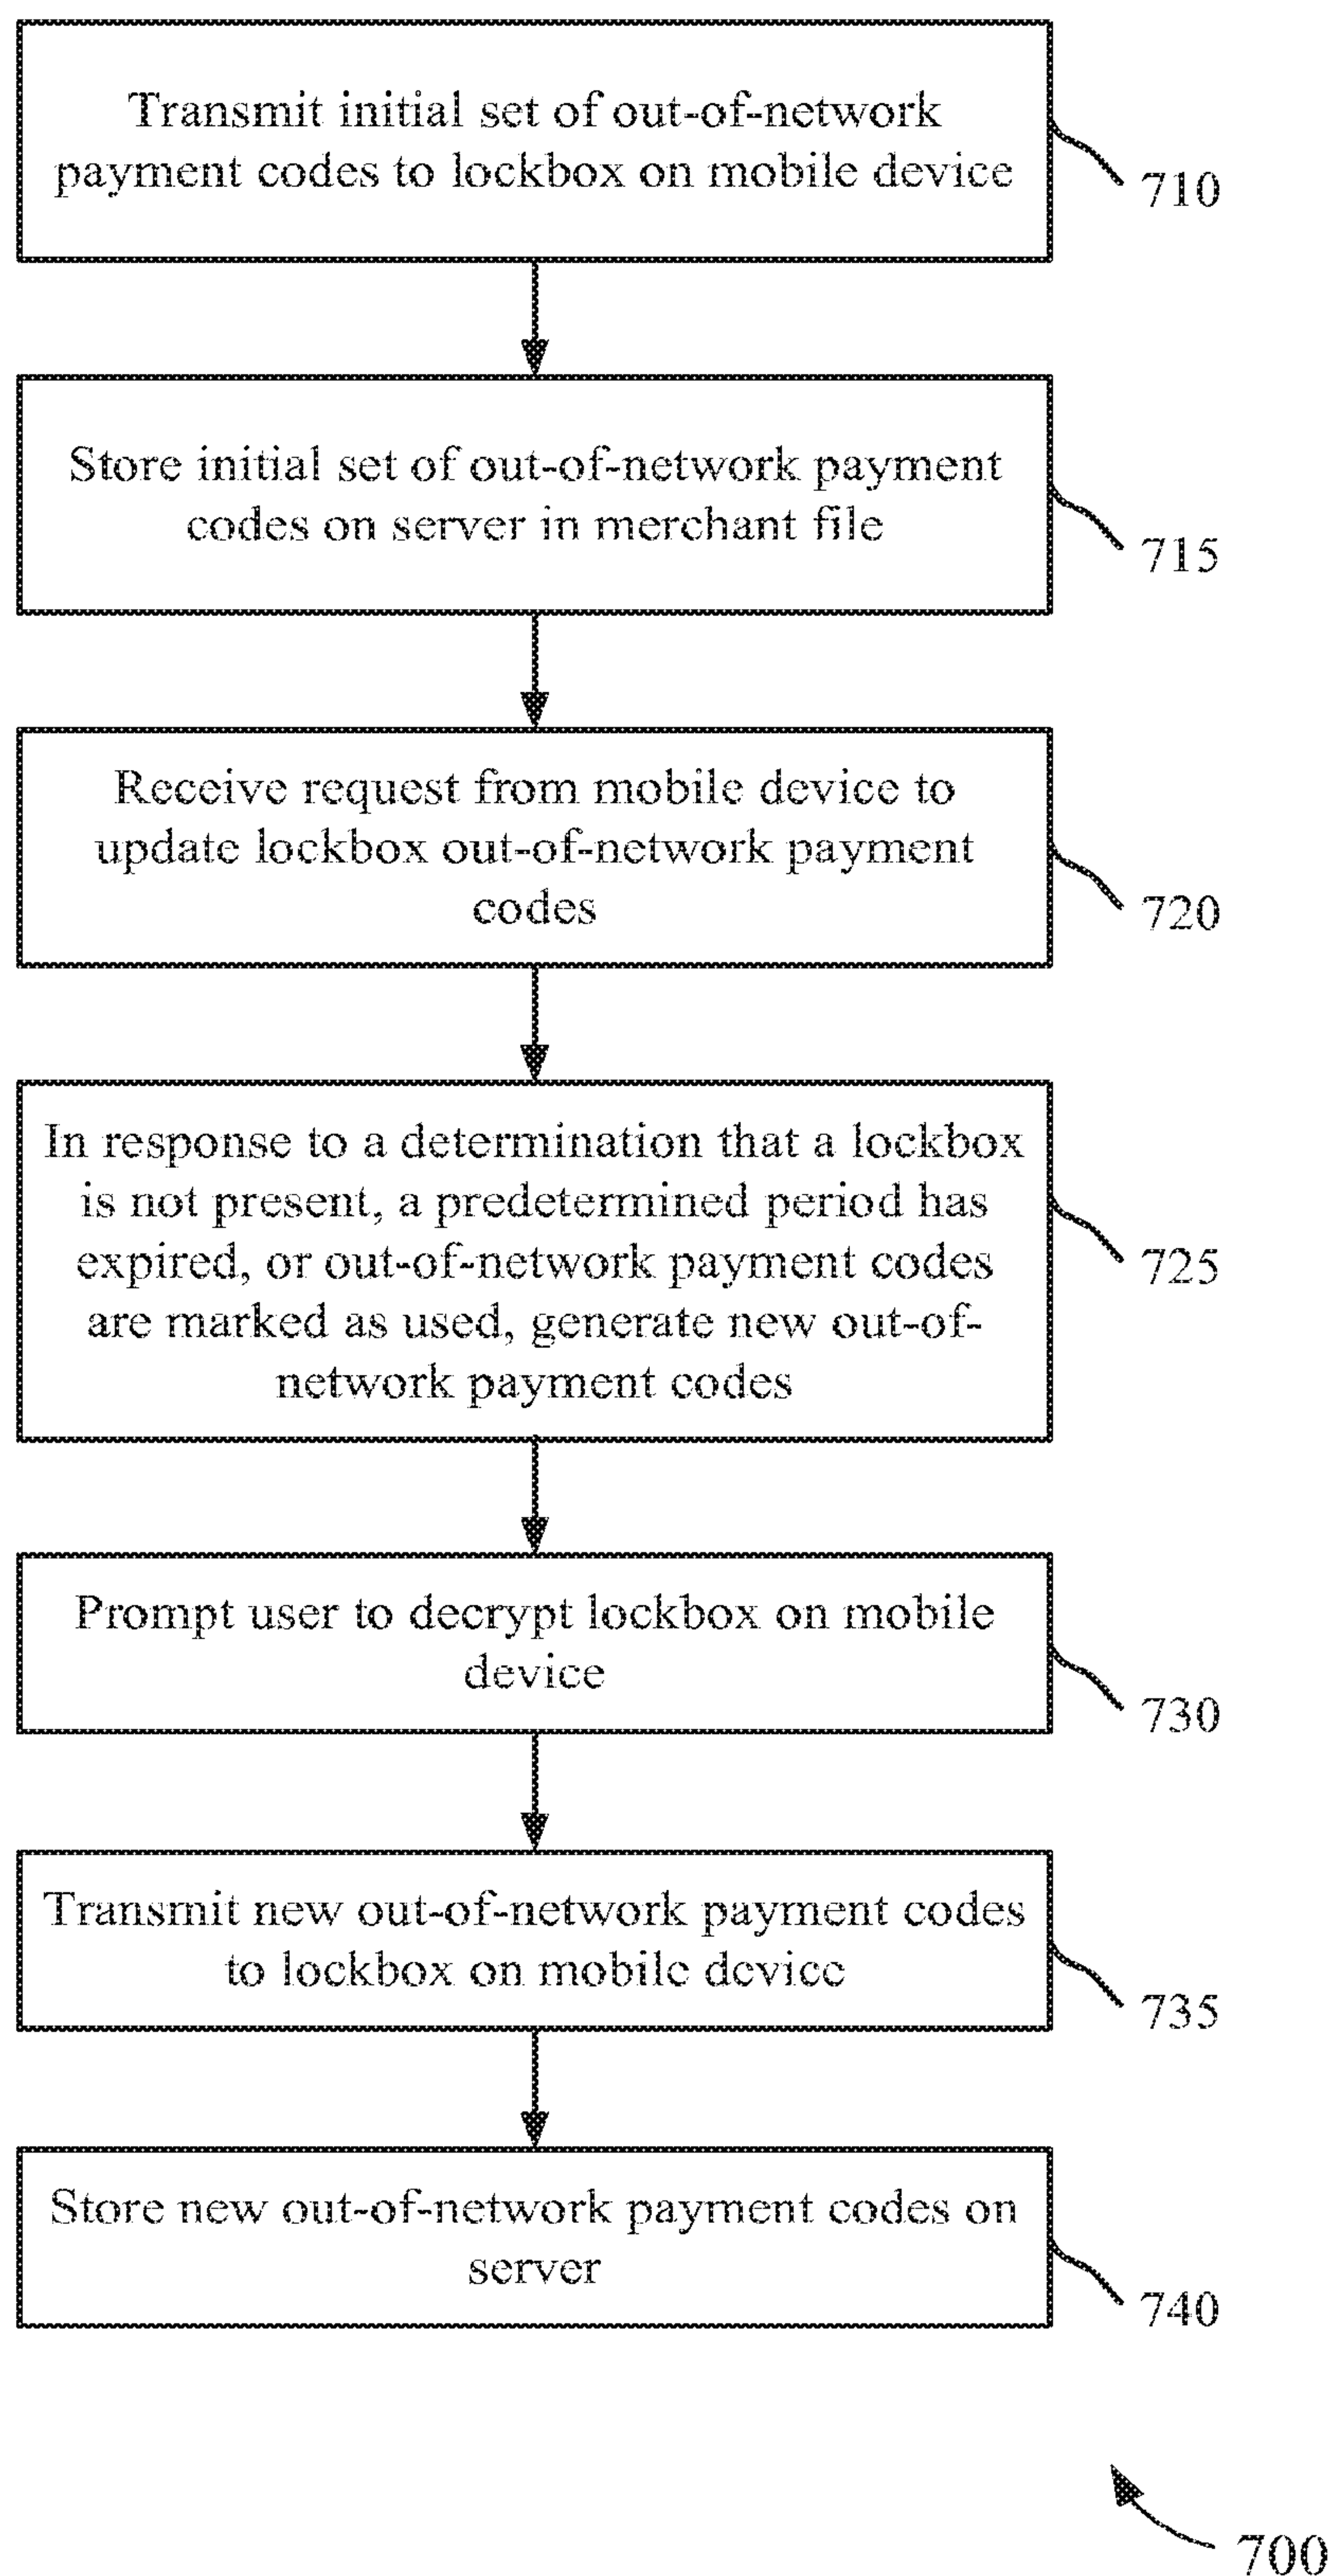 Transmit initial set of out-of-network
payment codes to lockbox on mobile device
710
Store initial set of out-of-network payment
codes on server in merchant file
715
Receive request from mobile device to
update lockbox out-of-network payment
codes
720
In response to a determination that a lockbox
is not present, a predetermined period has
expired, or out-of-network payment codes
are marked as used, generate new out-of-
network payment codes
725
Prompt user to decrypt lockbox on mobile
device
730
Transmit new out-of-network payment codes
to lockbox on mobile device
735
Store new out-of-network payment codes on
server
740
700